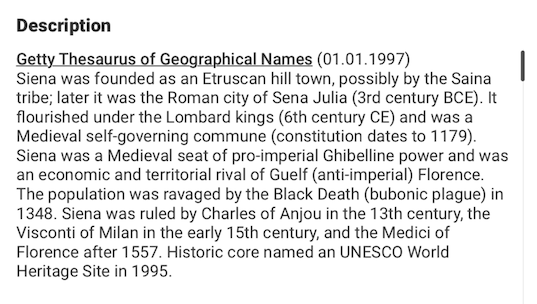 Description
Getty Thesaurus of Geographical Names (01.01.1997)
Siena was founded as an Etruscan hill town, possibly by the Saina
tribe; later it was the Roman city of Sena Julia (3rd century BCE). It
flourished under the Lombard kings (6th century CE) and was a
Medieval self-governing commune (constitution dates to 1179).
Siena was a Medieval seat of pro-imperial Ghibelline power and was
an economic and territorial rival of Guelf (anti-imperial) Florence.
The population was ravaged by the Black Death (bubonic plague) in
1348. Siena was ruled by Charles of Anjou in the 13th century, the
Visconti of Milan in the early 15th century, and the Medici of
Florence after 1557. Historic core named an UNESCO World
Heritage Site in 1995.